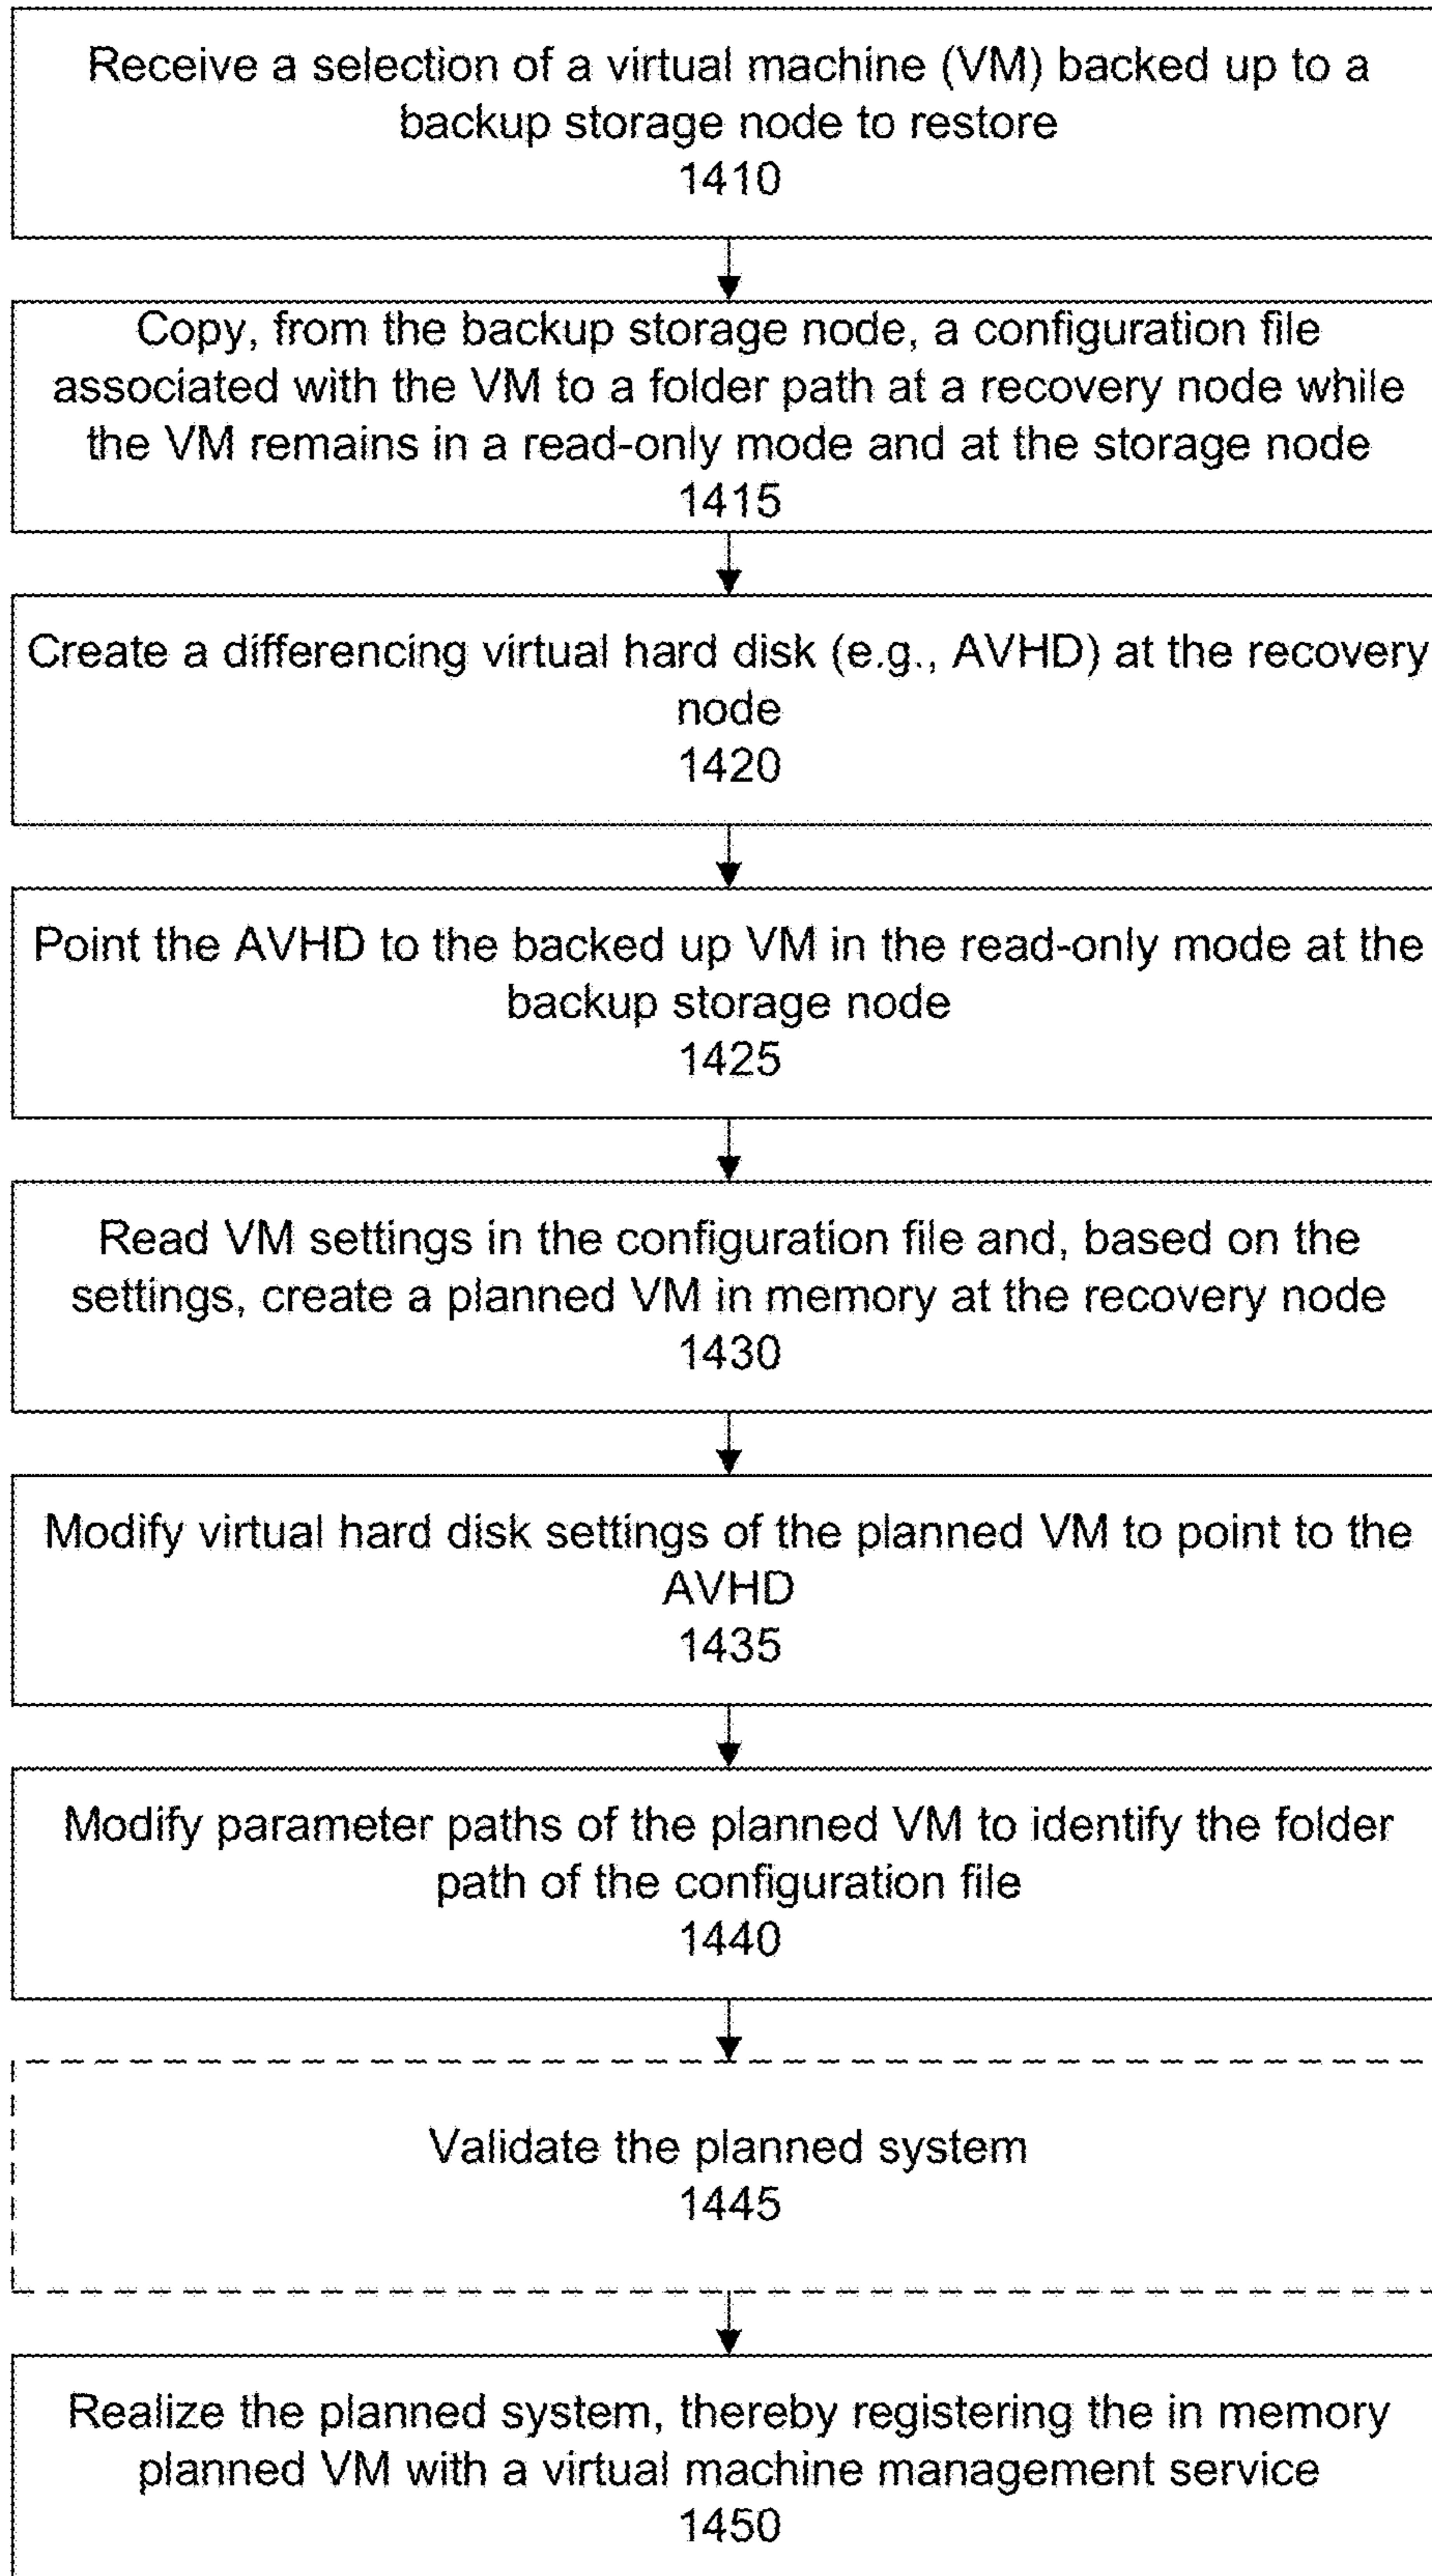 Receive a selection of a virtual machine (VM) backed up to a
backup storage node to restore
1410
Copy, from the backup storage node, a configuration file
associated with the VM to a folder path at a recovery node while
the VM remains in a read-only mode and at the storage node
1415
Create a differencing virtual hard disk (e.g., AVHD) at the recovery
node
1420
Point the AVHD to the backed up VM in the read-only mode at the
backup storage node
1425
Read VM settings in the configuration file and, based on the
settings, create a planned VM in memory at the recovery node
1430
Modify virtual hard disk settings of the planned VM to point to the
AVHD
1435
Modify parameter paths of the planned VM to identify the folder
path of the configuration file
1440
Validate the planned system
1445
Realize the planned system, thereby registering the in memory
planned VM with a virtual machine management service
1450